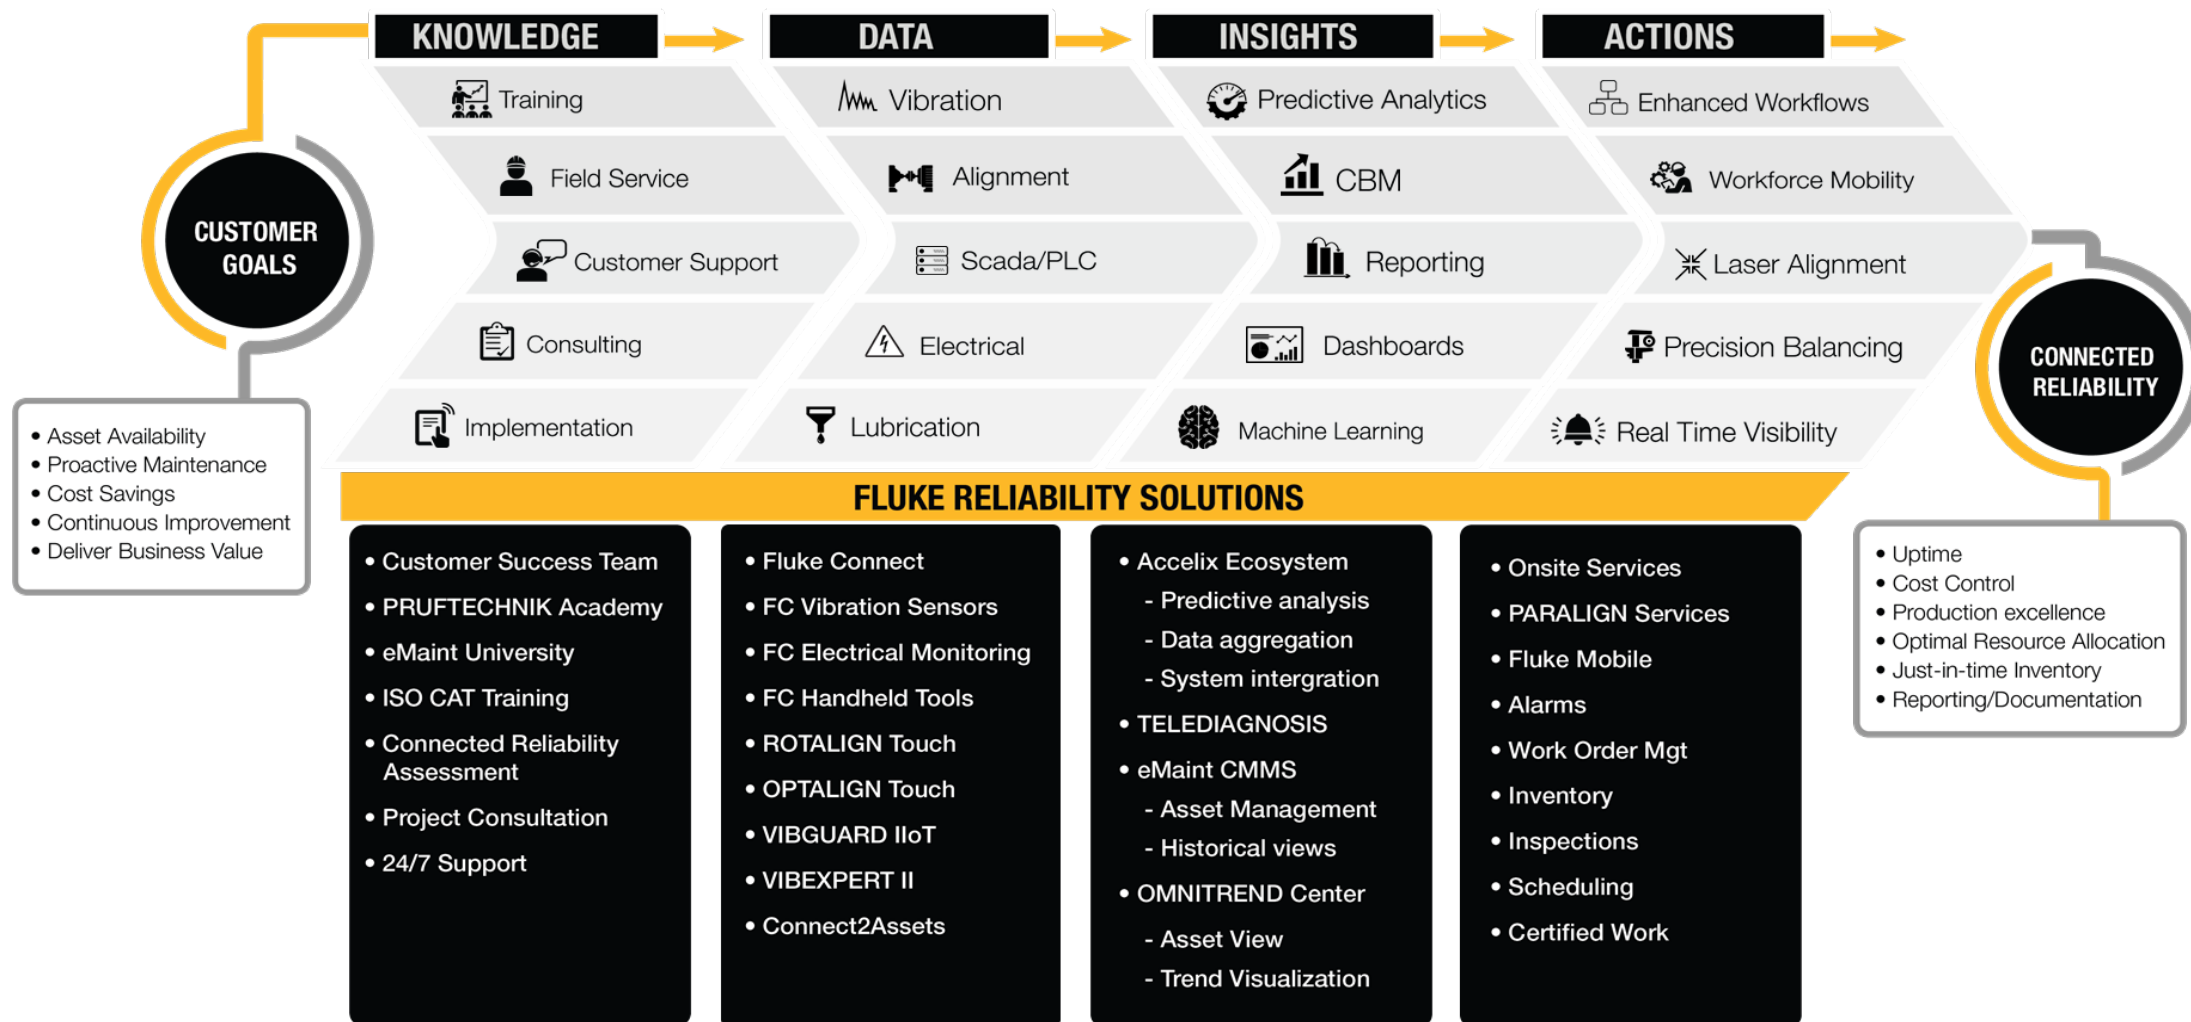 KNOWLEDGE
DATA
INSIGHTS
ACTIONS
Training
Vibration
Predictive Analytics
Enhanced Workflows
Field Service
Alignment
CBM
Workforce Mobility
Customer Support
Scada/PLC
Reporting
Laser Alignment
Consulting
Electrical
Dashboards
Precision Balancing
Implementation
Lubrication
Machine Learning
Real Time Visibility
CUSTOMER
GOALS
• Asset Availability
• Proactive Maintenance
• Cost Savings
• Continuous Improvement
• Deliver Business Value
CONNECTED
RELIABILITY
• Uptime
• Cost Control
• Production excellence
• Optimal Resource Allocation
• Just-in-time Inventory
• Reporting/Documentation
FLUKE RELIABILITY SOLUTIONS
• Customer Success Team
• PRUFTECHNIK Academy
• eMaint University
• ISO CAT Training
• Connected Reliability
Assessment
• Project Consultation
• 24/7 Support
• Fluke Connect
• FC Vibration Sensors
• FC Electrical Monitoring
• FC Handheld Tools
• ROTALIGN Touch
• OPTALIGN Touch
• VIBGUARD IIoT
• VIBEXPERT II
• Connect2Assets
• Accelix Ecosystem
- Predictive analysis
- Data aggregation
- System intergration
• TELEDIAGNOSIS
• eMaint CMMS
- Asset Management
- Historical views
• OMNITREND Center
- Asset View
- Trend Visualization
• Onsite Services
• PARALIGN Services
• Fluke Mobile
• Alarms
• Work Order Mgt
• Inventory
• Inspections
• Scheduling
• Certified Work